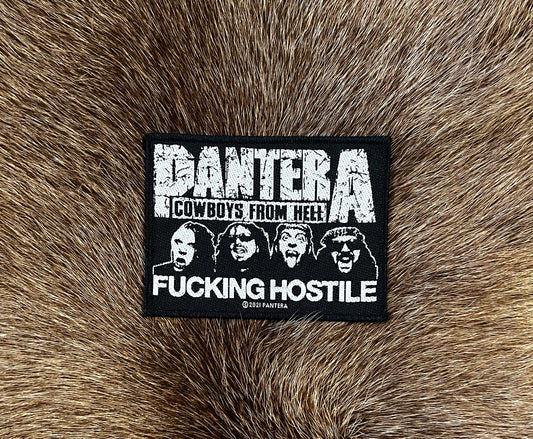 PANTERA
COWBOYS FROM HELL
FUCKING HOSTILE
Ⓟ 2021 PANTERA